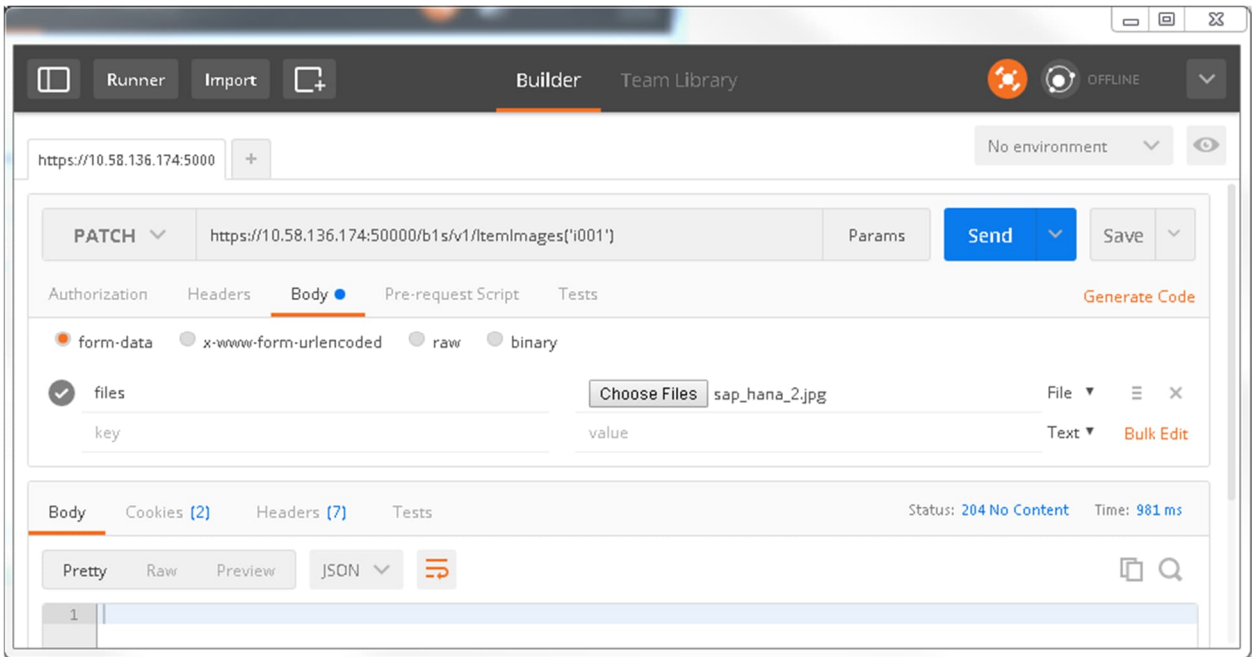 Runner Import Builder Team Library OFFLINE
https://10.58.136.174:5000 + No environment
PATCH https://10.58.136.174:50000/b1s/v1/ItemImages('i001') Params Send Save
Authorization Headers Body Pre-request Script Tests Generate Code
form-data x-www-form-urlencoded raw binary
files Choose Files sap_hana_2.jpg File
key value Text Bulk Edit
Body Cookies (2) Headers (7) Tests Status: 204 No Content Time: 981 ms
Pretty Raw Preview JSON
1